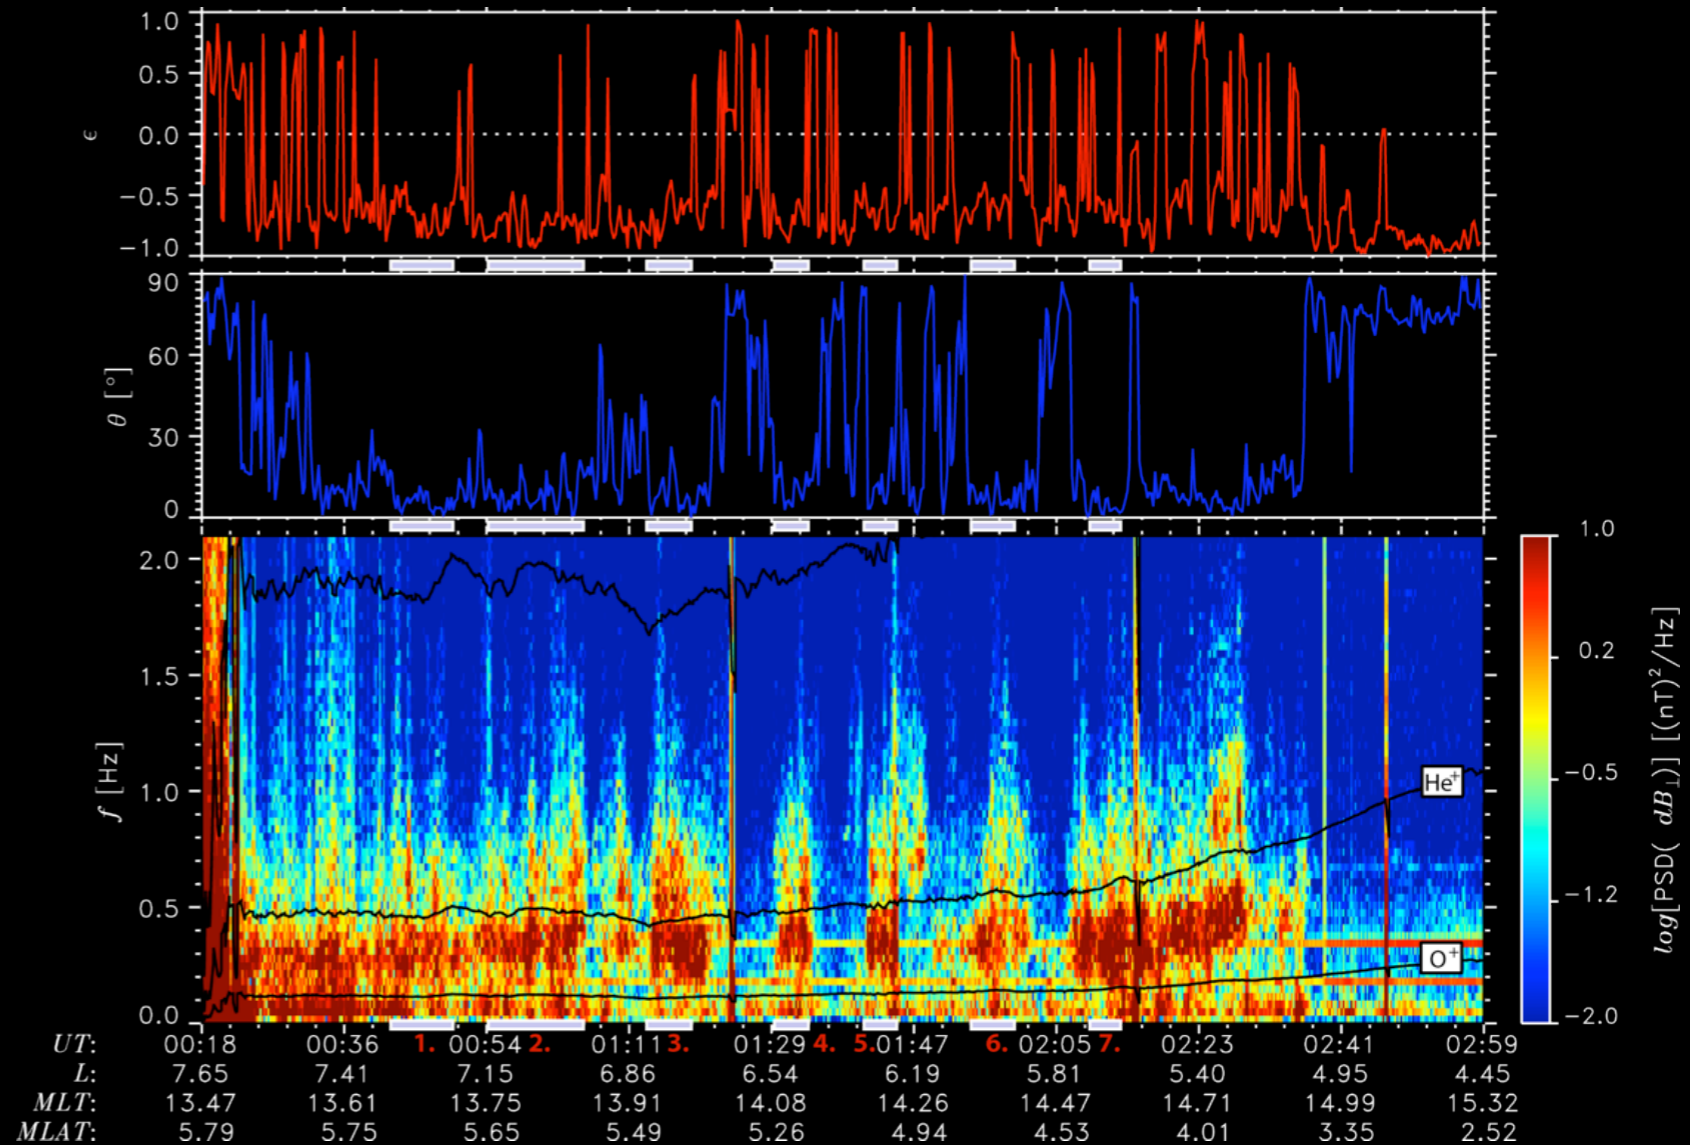 1.0
0.5
0.0
−0.5
−1.0
ϵ
90
60
30
0
θ [°]
2.0
1.5
1.0
0.5
0.0
f [Hz]
He+
O+
1.0
0.2
−0.5
−1.2
−2.0
log[PSD( dB⊥)] [(nT)²/Hz]
UT: 00:18 00:36 1. 00:54 2. 01:11 3. 01:29 4. 5. 01:47 6. 02:05 7. 02:23 02:41 02:59
L: 7.65 7.41 7.15 6.86 6.54 6.19 5.81 5.40 4.95 4.45
MLT: 13.47 13.61 13.75 13.91 14.08 14.26 14.47 14.71 14.99 15.32
MLAT: 5.79 5.75 5.65 5.49 5.26 4.94 4.53 4.01 3.35 2.52